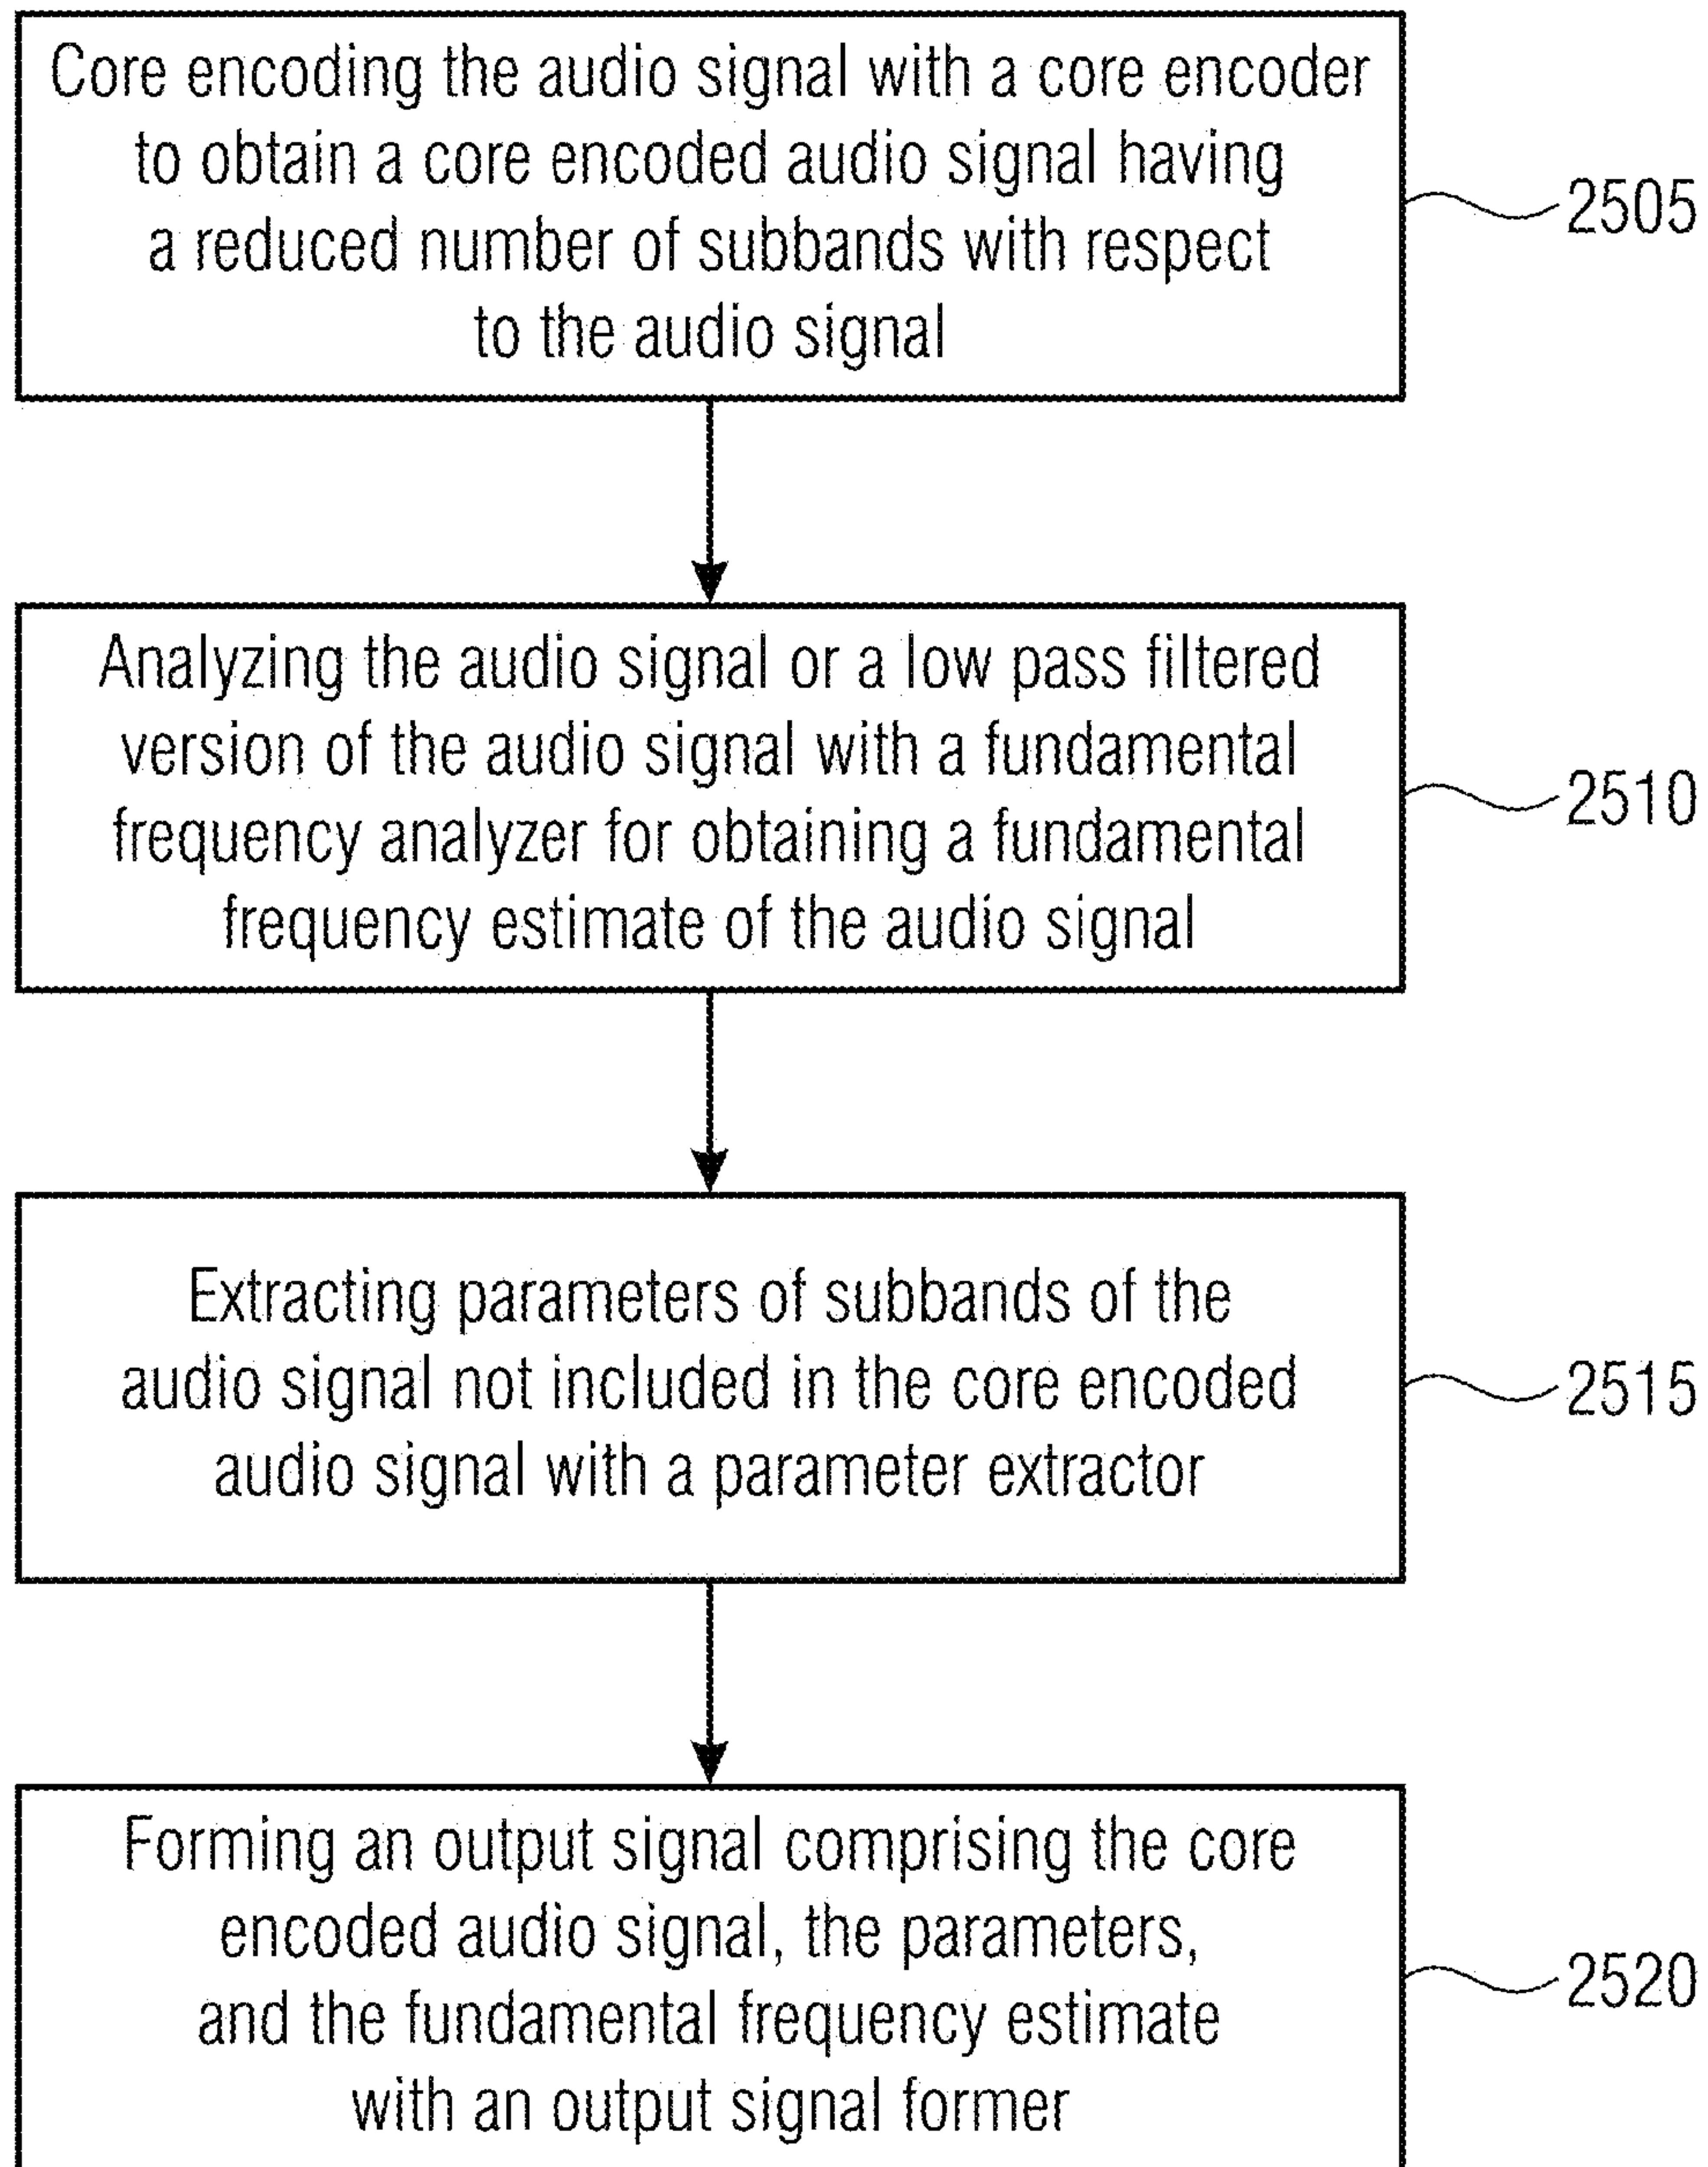 Core encoding the audio signal with a core encoder
to obtain a core encoded audio signal having
a reduced number of subbands with respect
to the audio signal
2505
Analyzing the audio signal or a low pass filtered
version of the audio signal with a fundamental
frequency analyzer for obtaining a fundamental
frequency estimate of the audio signal
2510
Extracting parameters of subbands of the
audio signal not included in the core encoded
audio signal with a parameter extractor
2515
Forming an output signal comprising the core
encoded audio signal, the parameters,
and the fundamental frequency estimate
with an output signal former
2520